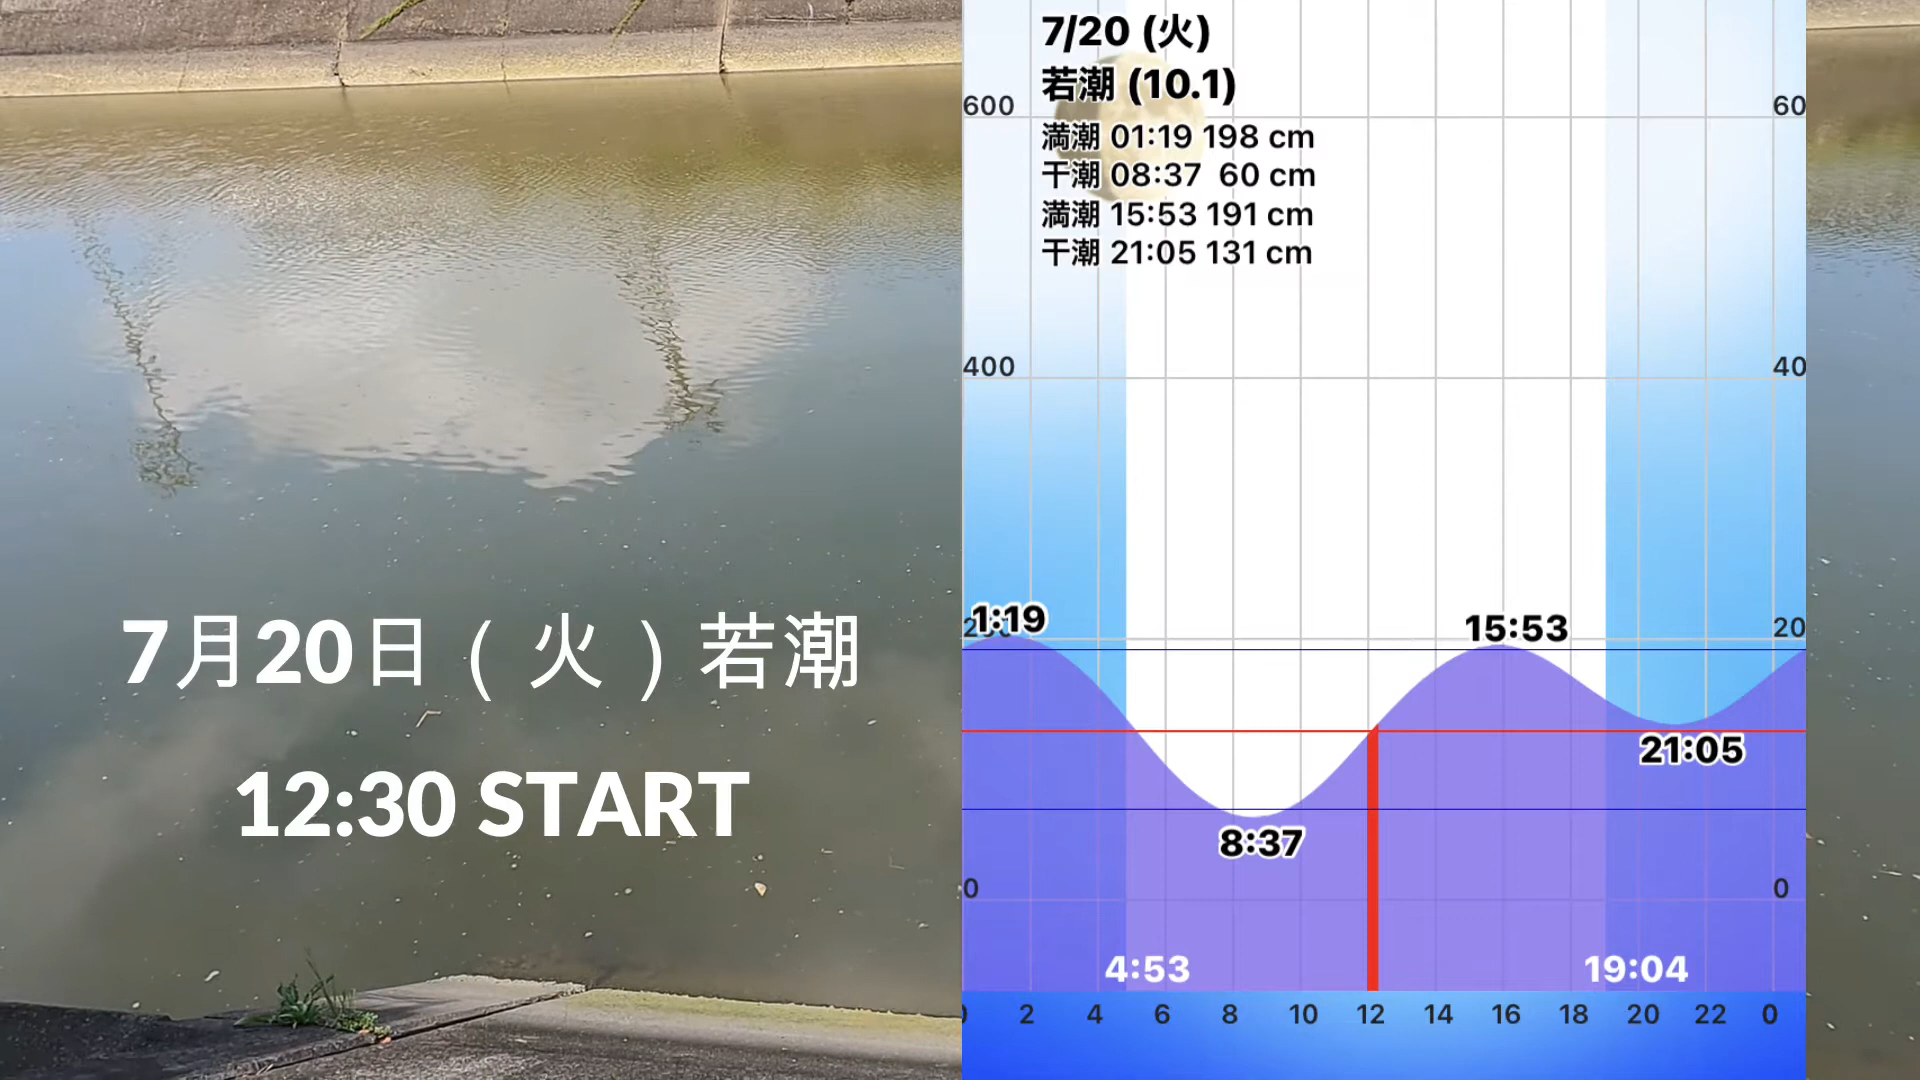 7月20日（火）若潮
12:30 START
7/20 (火)
若潮 (10.1)
満潮 01:19 198 cm
干潮 08:37 60 cm
満潮 15:53 191 cm
干潮 21:05 131 cm
600 60
400 40
200 20
0 0
1:19
15:53
21:05
8:37
4:53
19:04
0 2 4 6 8 10 12 14 16 18 20 22 0